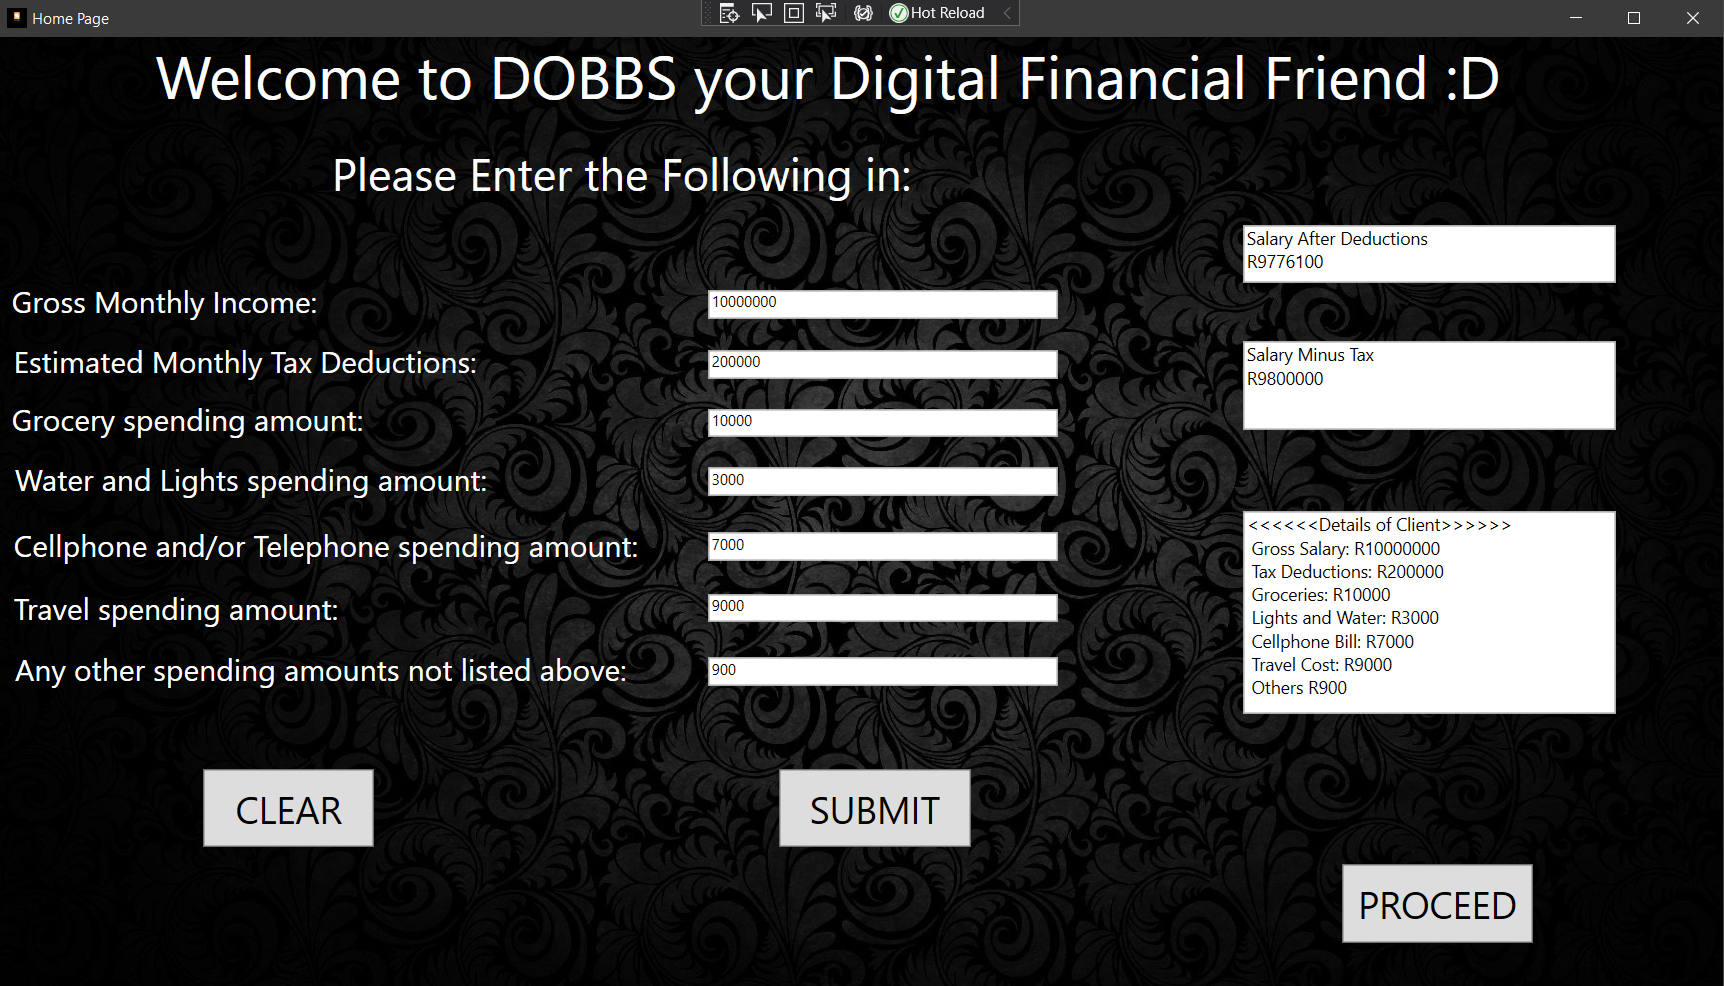 Home Page
Hot Reload
Welcome to DOBBS your Digital Financial Friend :D
Please Enter the Following in:
Gross Monthly Income:
10000000
Estimated Monthly Tax Deductions:
200000
Grocery spending amount:
10000
Water and Lights spending amount:
3000
Cellphone and/or Telephone spending amount:
7000
Travel spending amount:
9000
Any other spending amounts not listed above:
900
Salary After Deductions
R9776100
Salary Minus Tax
R9800000
<<<<<<Details of Client>>>>>>
Gross Salary: R10000000
Tax Deductions: R200000
Groceries: R10000
Lights and Water: R3000
Cellphone Bill: R7000
Travel Cost: R9000
Others R900
CLEAR
SUBMIT
PROCEED